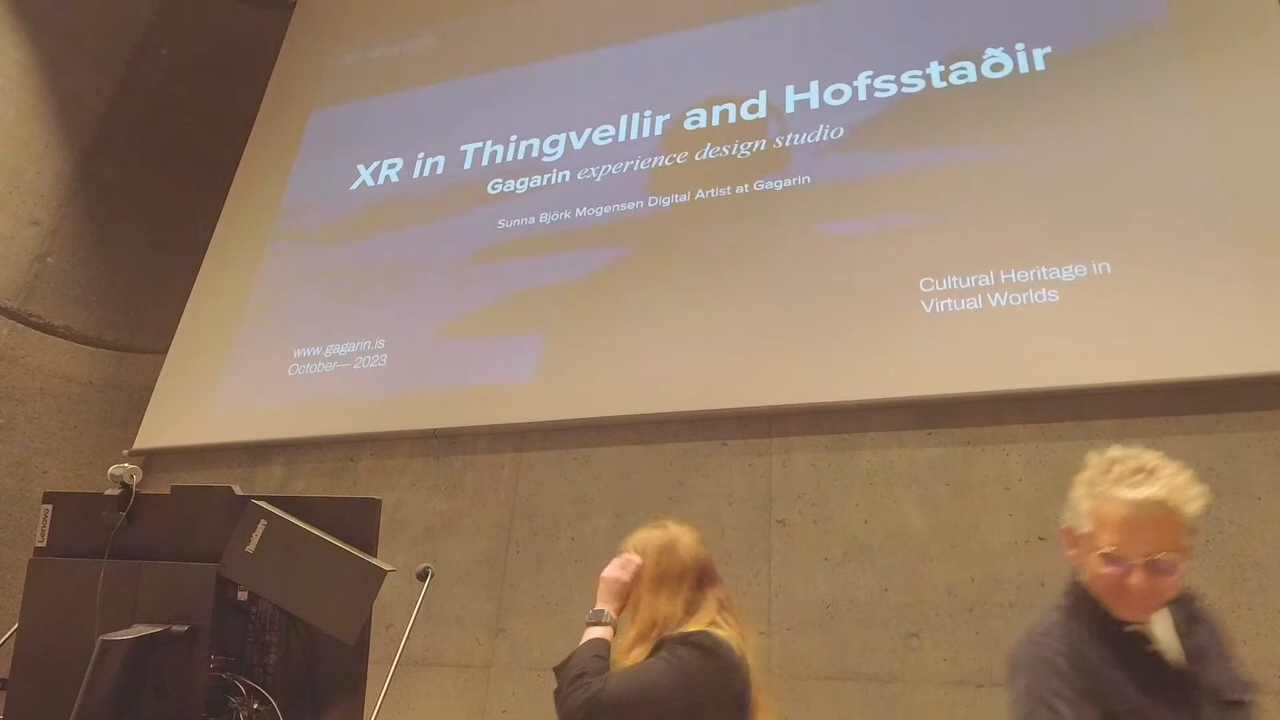 XR in Thingvellir and Hofsstaðir
Gagarin experience design studio
Sunna Björk Mogensen Digital Artist at Gagarin
Cultural Heritage in
Virtual Worlds
www.gagarin.is
October— 2023
Lenovo
ThinkCentre